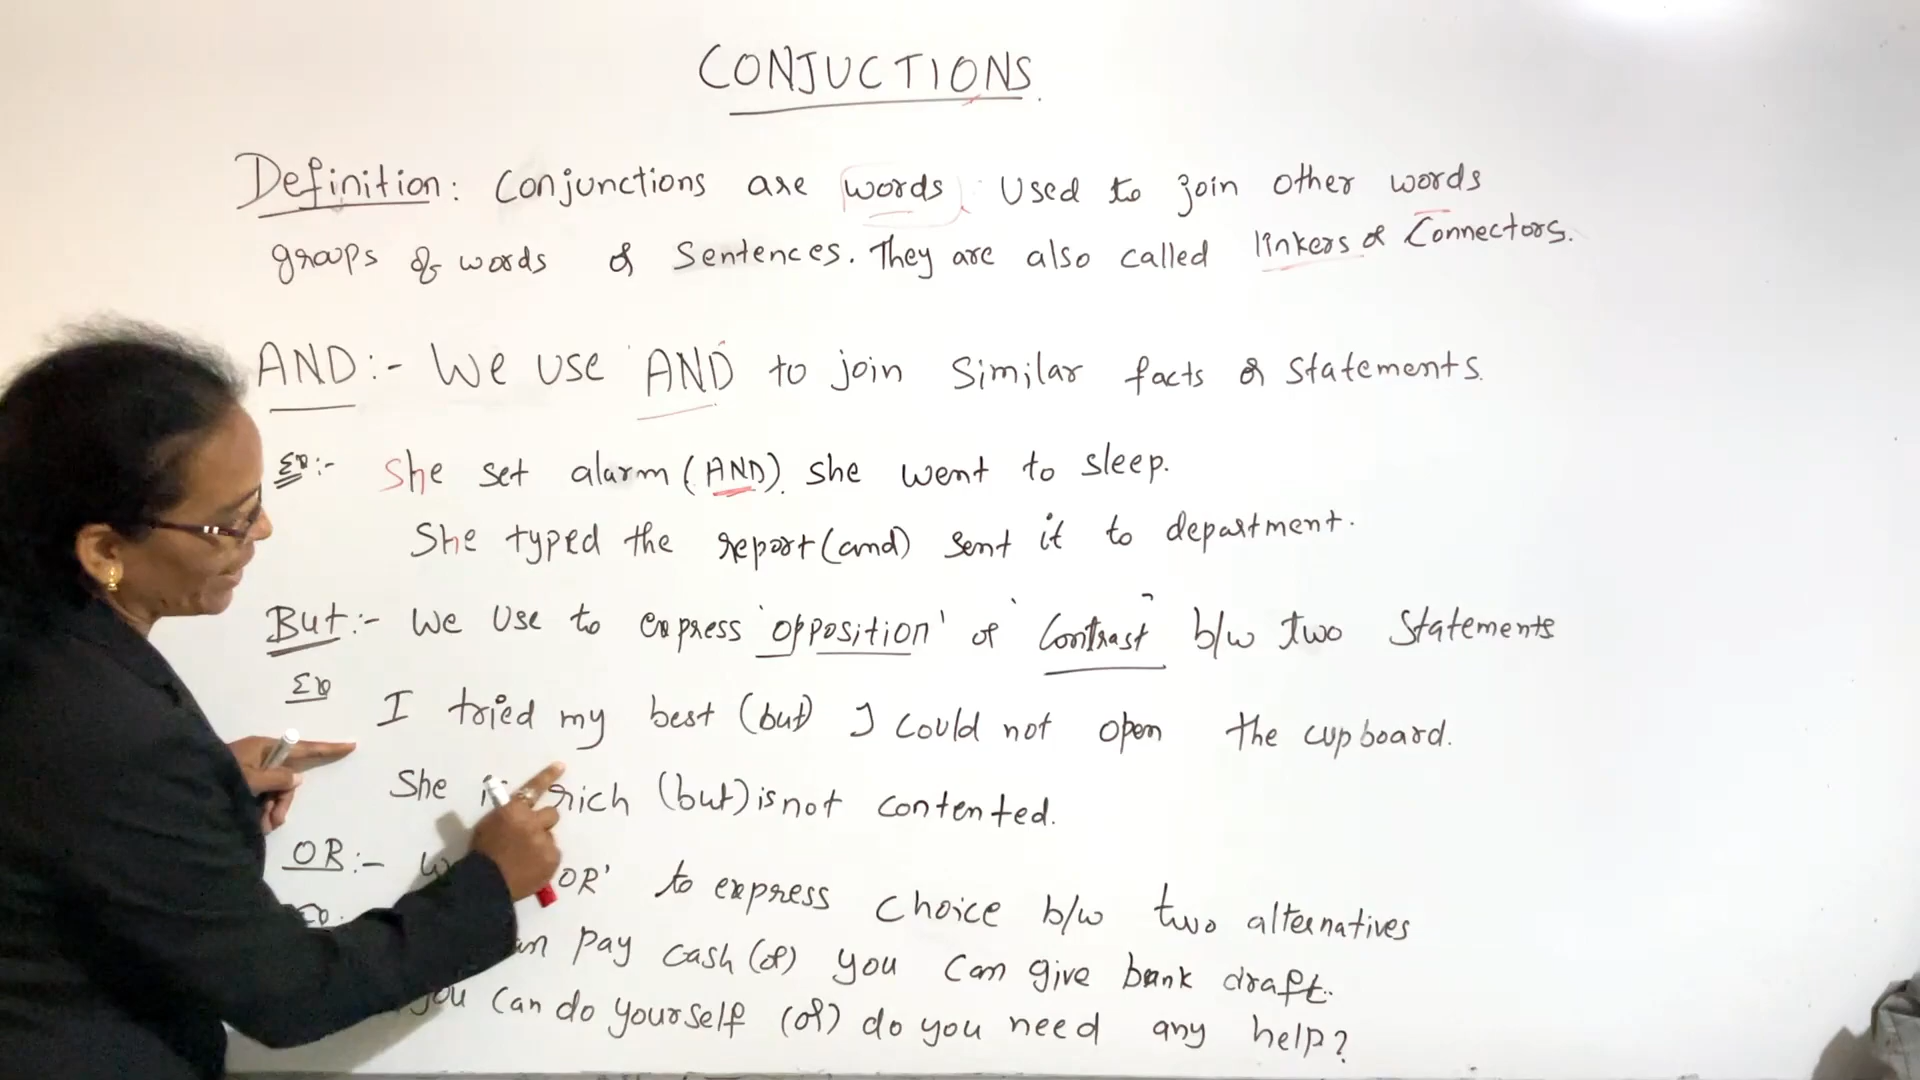 CONJUCTIONS.
Definition: Conjunctions are words used to join other words
groups of words or sentences. They are also called linkers or Connectors.
AND:- We use 'AND' to join similar facts or statements.
Ex:- She set alarm (AND) she went to sleep.
She typed the report (and) sent it to department.
But:- We use to express 'opposition' or 'Contrast" b/w two statements
Ex
I tried my best (but) I could not open the cupboard.
She rich (but) is not contented.
OR:- OR' to express choice b/w two alternatives
pay cash (or) you can give bank draft.
you can do yourself (or) do you need any help?